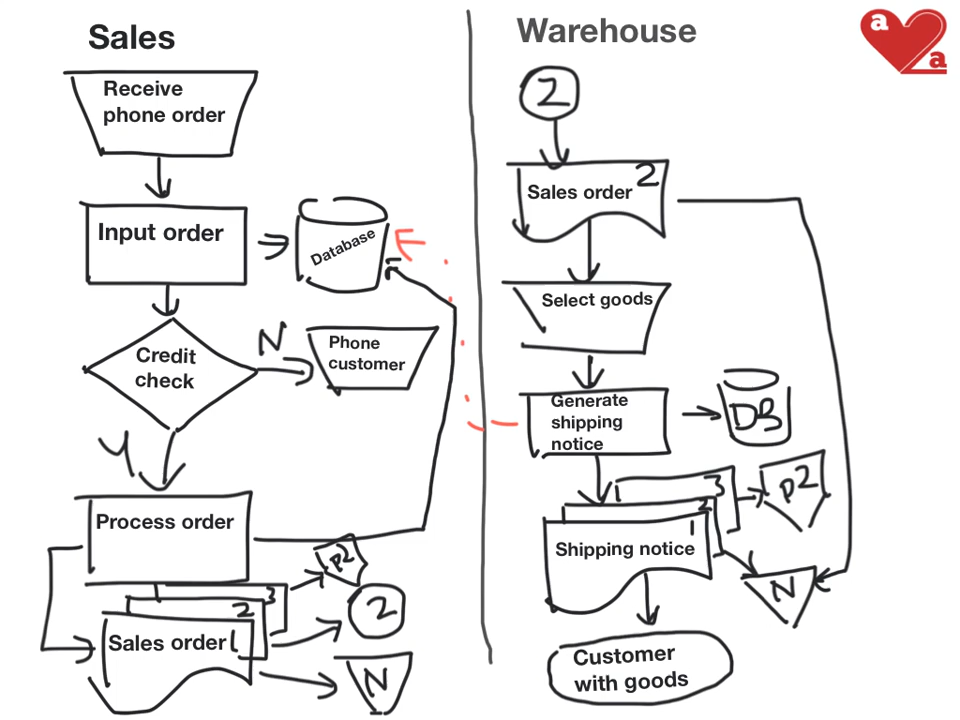 Sales
Receive
phone order
Input order
Database
Credit
check
N
Phone
customer
Y
Process order
P2
3
2
2
Sales order 1
N
Warehouse
a
a
2
Sales order 2
Select goods
Generate
shipping
notice
DB
1 3
2
P2
1
Shipping notice
N
Customer
with goods